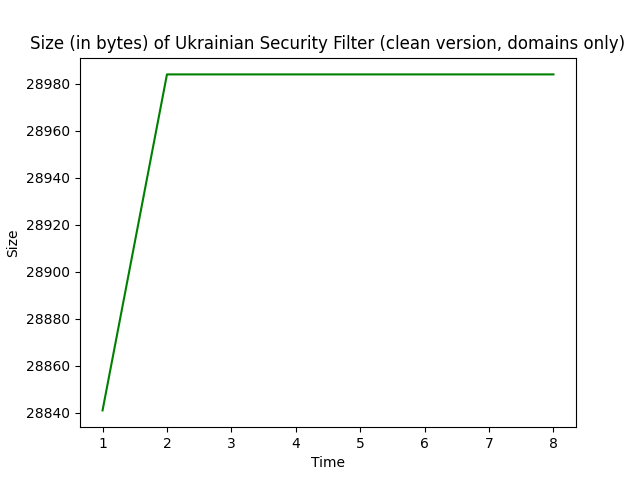 Size (in bytes) of Ukrainian Security Filter (clean version, domains only)
28980
28960
28940
28920
28900
28880
28860
28840
Size
1 2 3 4 5 6 7 8
Time